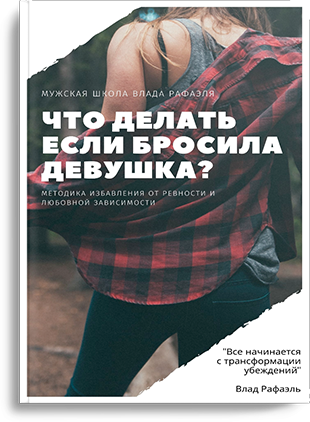 МУЖСКАЯ ШКОЛА ВЛАДА РАФАЭЛЯ
ЧТО ДЕЛАТЬ
ЕСЛИ БРОСИЛА
ДЕВУШКА?
МЕТОДИКА ИЗБАВЛЕНИЯ ОТ РЕВНОСТИ И
ЛЮБОВНОЙ ЗАВИСИМОСТИ
"Все начинается
с трансформации
убеждений"
Влад Рафаэль